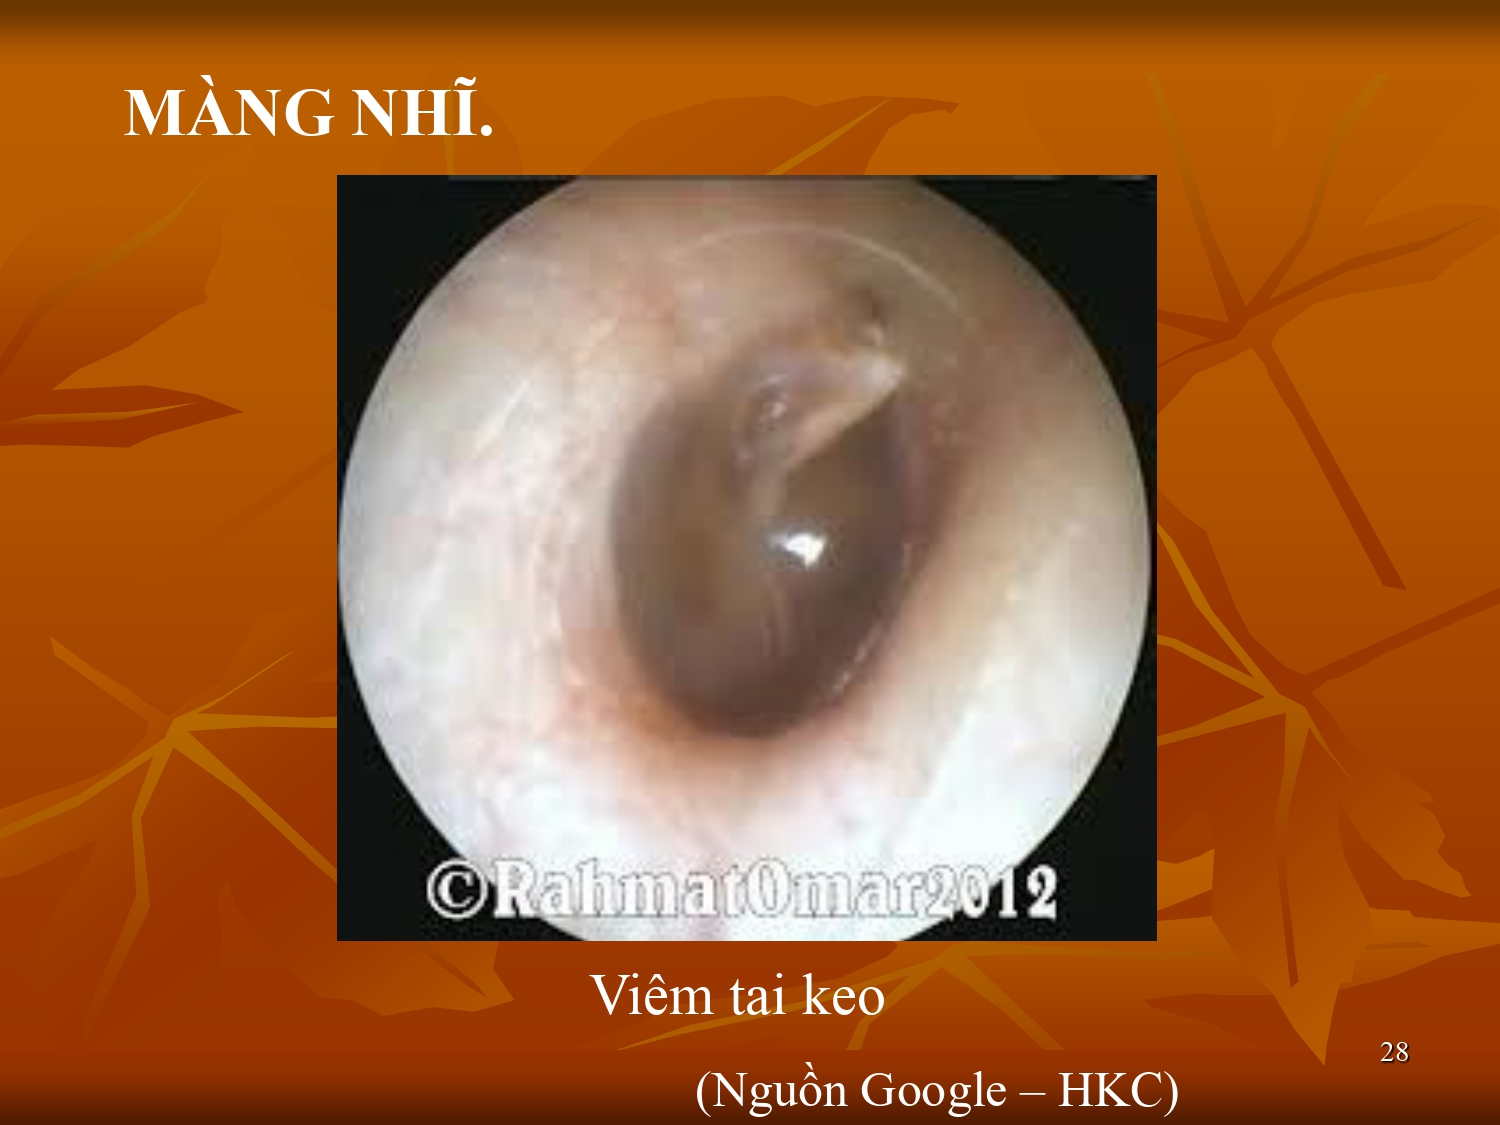 MÀNG NHĨ.
©RahmatOmar2012
Viêm tai keo
28
(Nguồn Google – HKC)